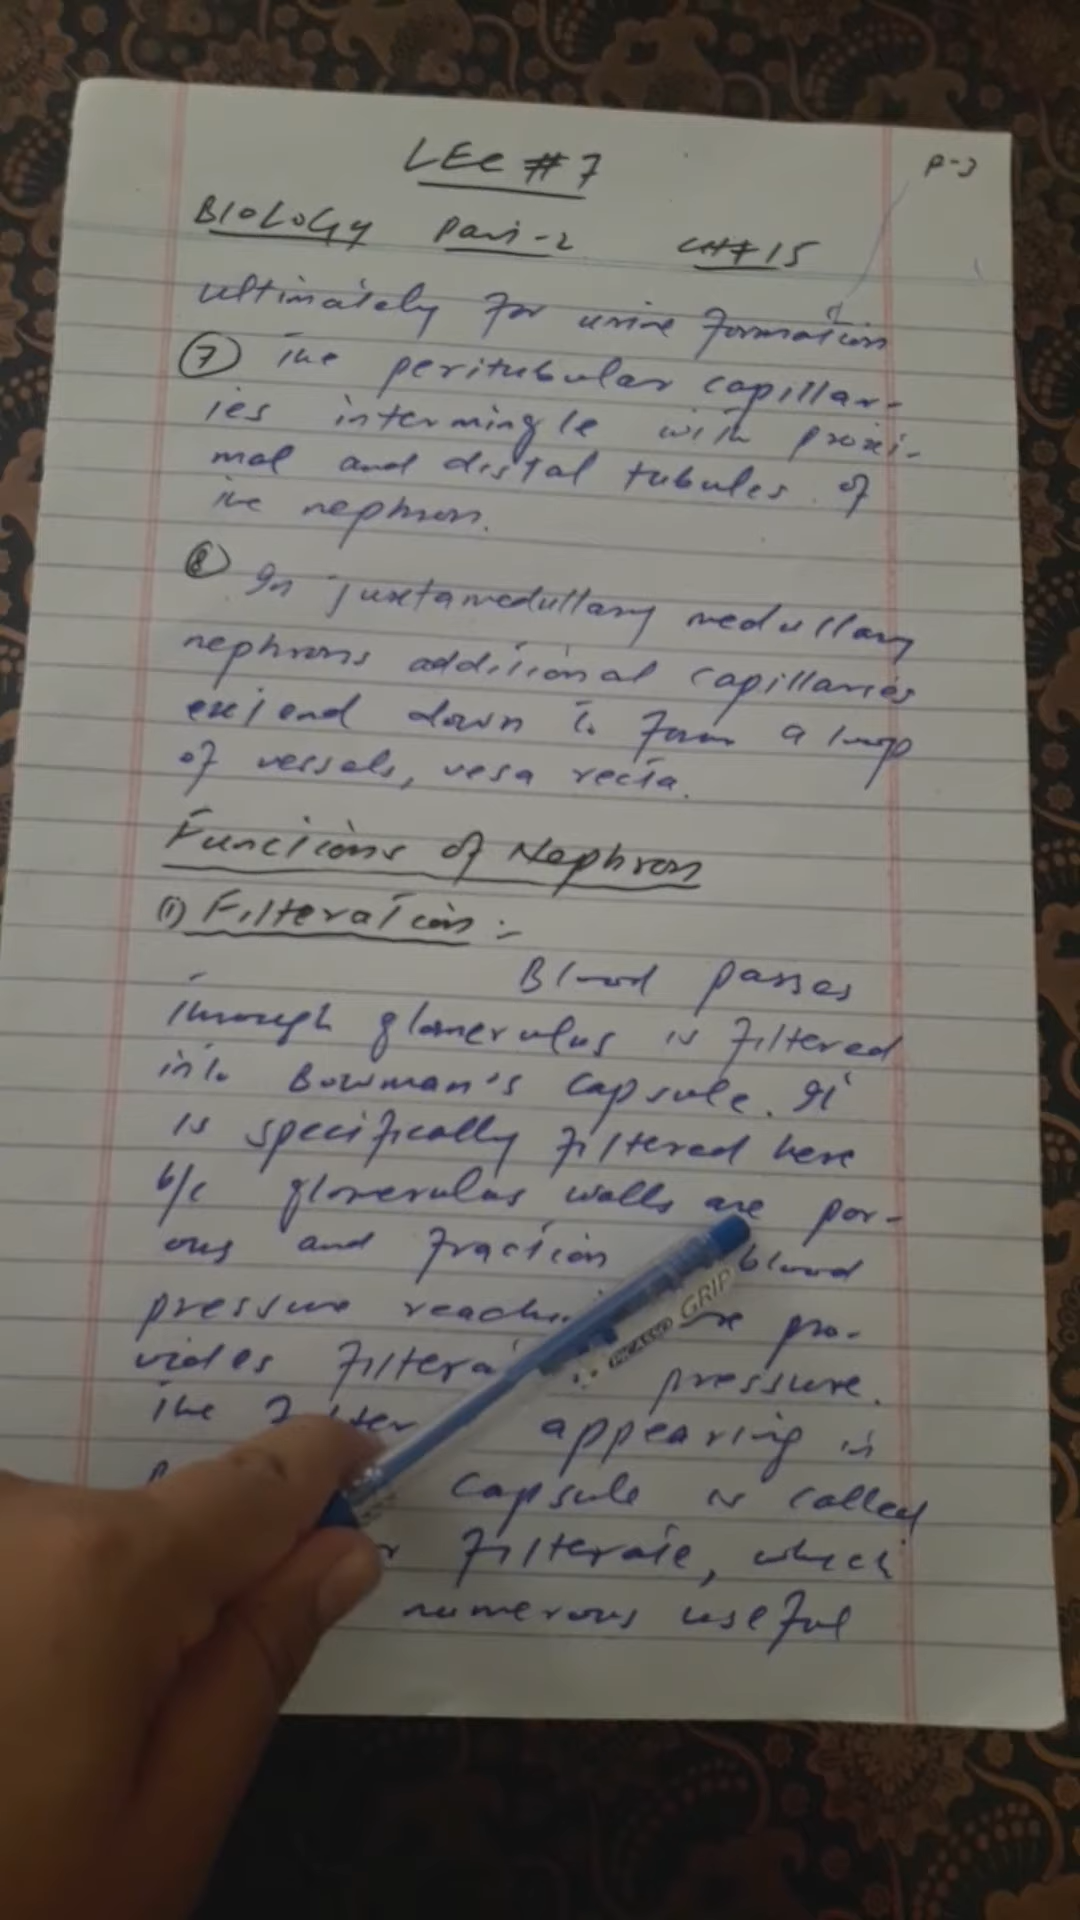 P-3
LEC #7
BIOLOGY Part-2 CH#15
ultimately for urine formation
(7) The peritubular capillar-
ies intermingle with proxi-
mal and distal tubules of
the nephron.
(8) In juxtamedullary medullary
nephrons additional capillaries
extend down to form a loop
of vessels, vesa recta.
Functions of Nephron
(i) Filteration :-
Blood passes
through glomerulus is filtered
into Bowman's capsule. It
is specifically filtered here
b/c glomerulus walls are por-
ous and fraction blood
pressure pro-
vides pressure.
The appearing in
capsule is called
filterate, which
numerous useful
PICASSO GRIP